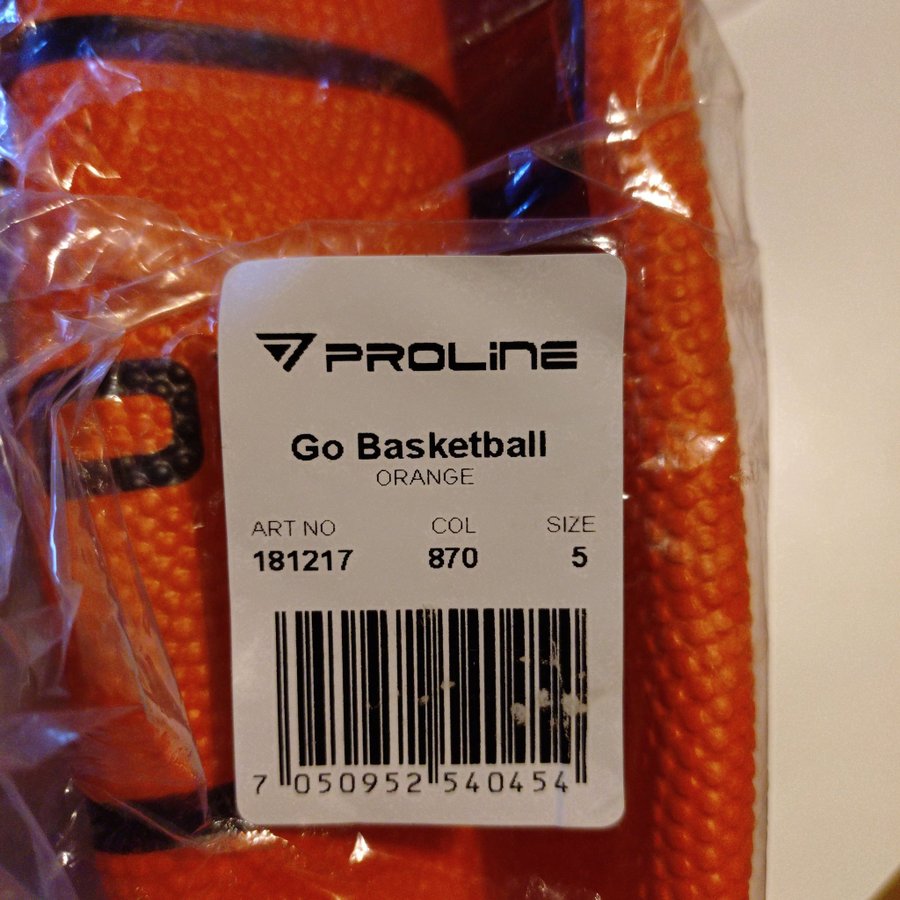 PROLINE
Go Basketball
ORANGE
ART NO COL SIZE
181217 870 5
7 050952 540454